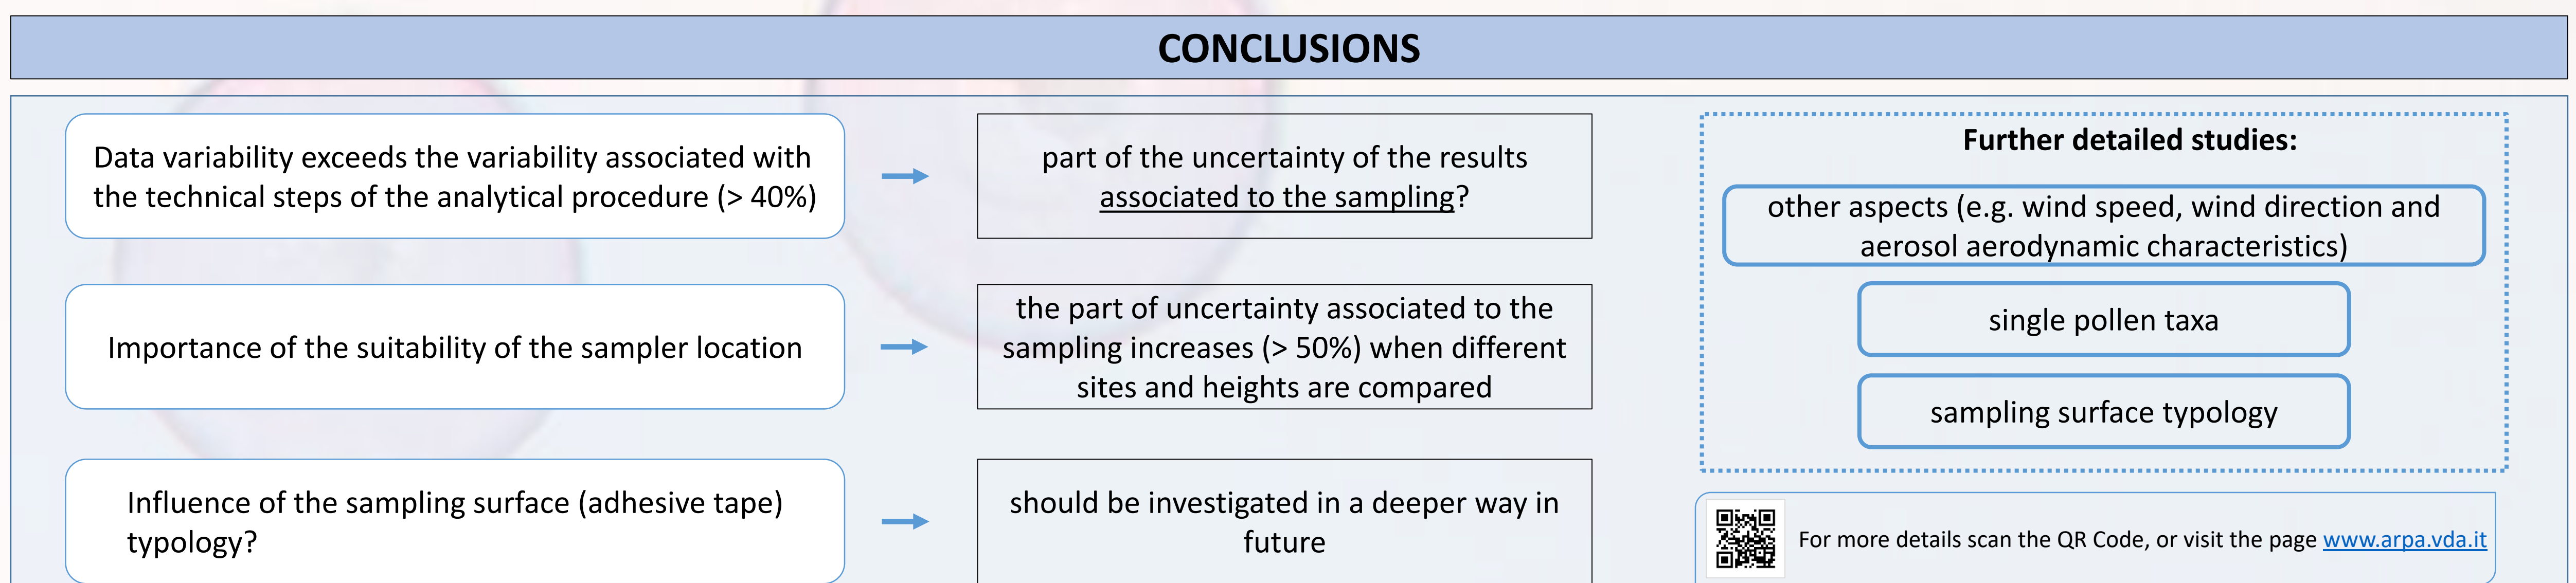 CONCLUSIONS
Data variability exceeds the variability associated with
the technical steps of the analytical procedure (> 40%)
part of the uncertainty of the results
associated to the sampling?
Importance of the suitability of the sampler location
the part of uncertainty associated to the
sampling increases (> 50%) when different
sites and heights are compared
Influence of the sampling surface (adhesive tape)
typology?
should be investigated in a deeper way in
future
Further detailed studies:
other aspects (e.g. wind speed, wind direction and
aerosol aerodynamic characteristics)
single pollen taxa
sampling surface typology
For more details scan the QR Code, or visit the page www.arpa.vda.it